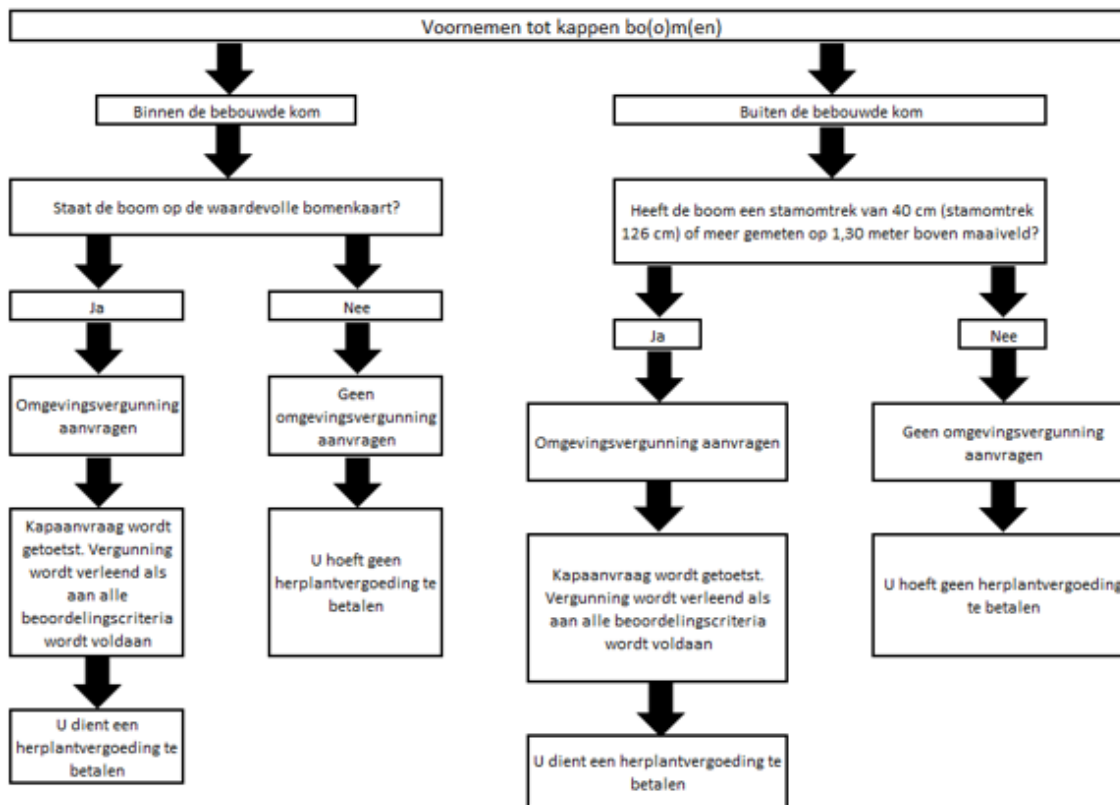 Voornemen tot kappen bo(o)m(en)
Binnen de bebouwde kom
Staat de boom op de waardevolle bomenkaart?
Ja
Omgevingsvergunning
aanvragen
Kapaanvraag wordt
getoetst. Vergunning
wordt verleend als
aan alle
beoordelingscriteria
wordt voldaan
U dient een
herplantvergoeding te
betalen
Nee
Geen
omgevingsvergunning
aanvragen
U hoeft geen
herplantvergoeding te
betalen
Buiten de bebouwde kom
Heeft de boom een stamomtrek van 40 cm (stamomtrek
126 cm) of meer gemeten op 1,30 meter boven maaiveld?
Ja
Omgevingsvergunning aanvragen
Kapaanvraag wordt getoetst.
Vergunning wordt verleend als
aan alle beoordelingscriteria
wordt voldaan
U dient een herplantvergoeding te
betalen
Nee
Geen omgevingsvergunning
aanvragen
U hoeft geen herplantvergoeding
te betalen